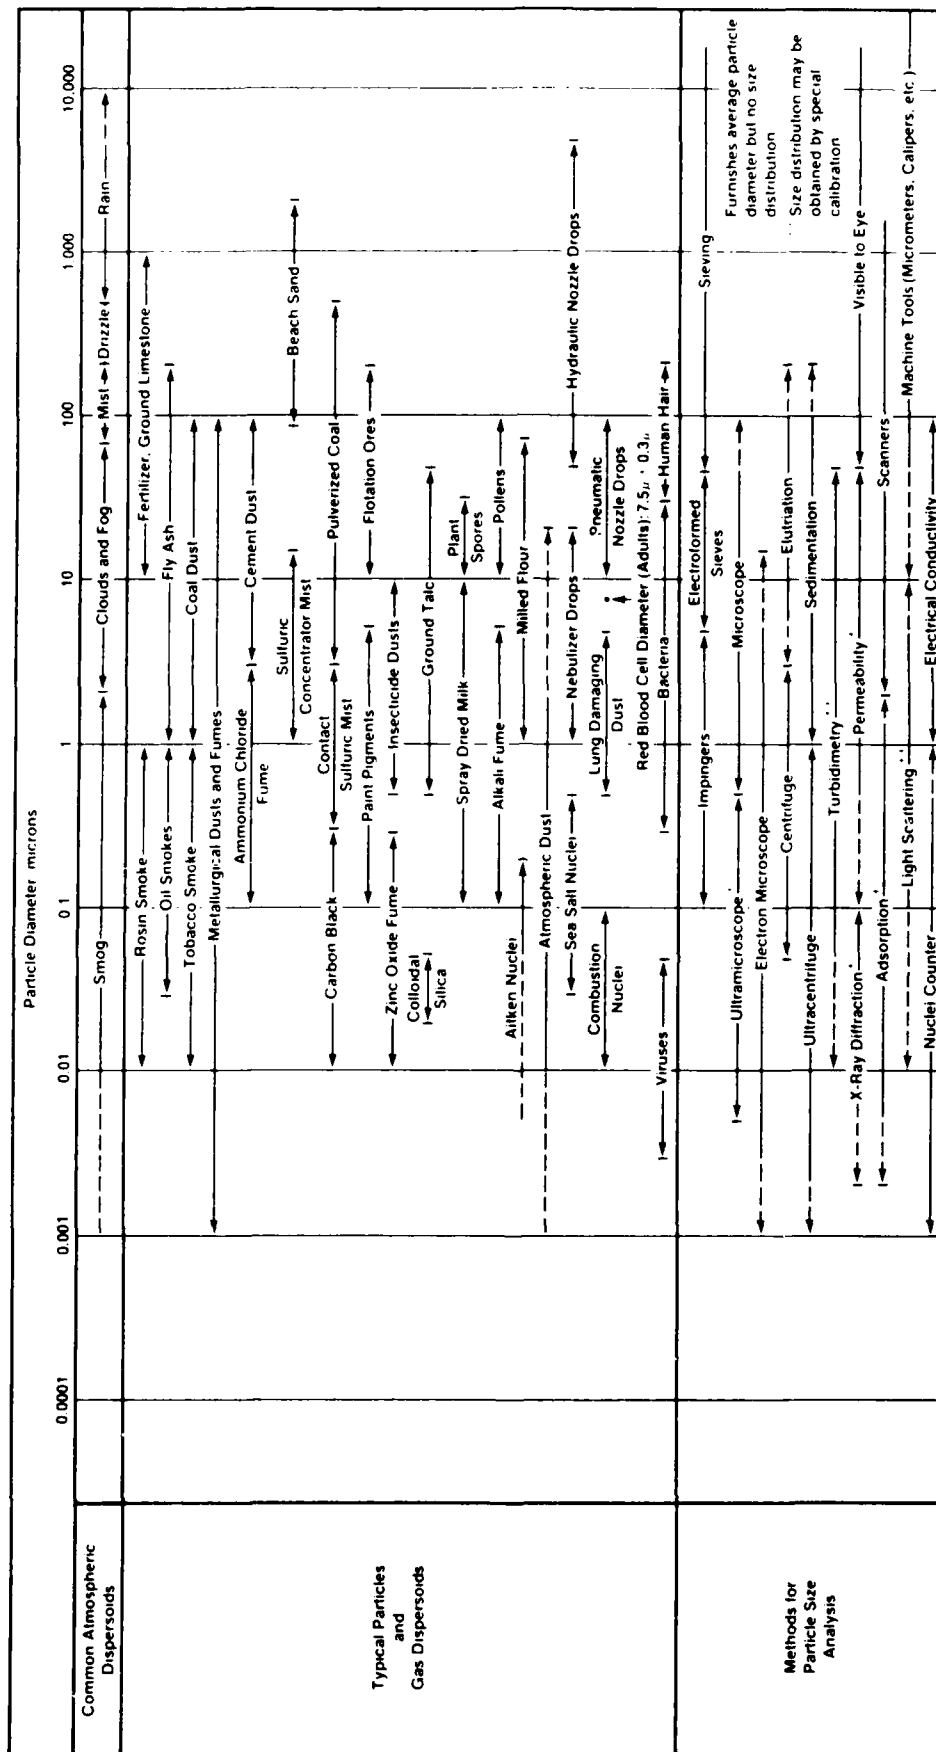 Particle Diameter microns
0.0001
0.001
0.01
0 1
1
10
100
1 000
10.000
Common Atmospheric
Dispersoids
Smog
Clouds and Fog
Mist
Drizzle
Rain
Typical Particles
and
Gas Dispersoids
Rosin Smoke
Fertilizer, Ground Limestone
Oil Smokes
Fly Ash
Tobacco Smoke
Coal Dust
Metallurgical Dusts and Fumes
Ammonium Chloride
Fume
Cement Dust
Sulfuric
Concentrator Mist
Beach Sand
Carbon Black
Contact
Sulfuric Mist
Pulverized Coal
Paint Pigments
Flotation Ores
Zinc Oxide Fume
Insecticide Dusts
Colloidal
Silica
Ground Talc
Spray Dried Milk
Plant
Spores
Alkali Fume
Pollens
Aitken Nuclei
Milled Flour
Atmospheric Dust
Sea Salt Nuclei
Nebulizer Drops
Hydraulic Nozzle Drops
Combustion
Nuclei
Lung Damaging
Dust
Pneumatic
Nozzle Drops
Red Blood Cell Diameter (Adults): 7.5μ · 0.3μ
Viruses
Bacteria
Human Hair
Methods for
Particle Size
Analysis
Impingers
Electroformed
Sieves
Sieving
Ultramicroscope*
Microscope
Electron Microscope
Centrifuge
Elutriation
Ultracentrifuge
Sedimentation
Turbidimetry **
X-Ray Diffraction*
Permeability*
Visible to Eye
Adsorption*
Scanners
Light Scattering **
Machine Tools (Micrometers, Calipers, etc.)
Nuclei Counter
Electrical Conductivity
Furnishes average particle
diameter but no size
distribution
** Size distribution may be
obtained by special
calibration